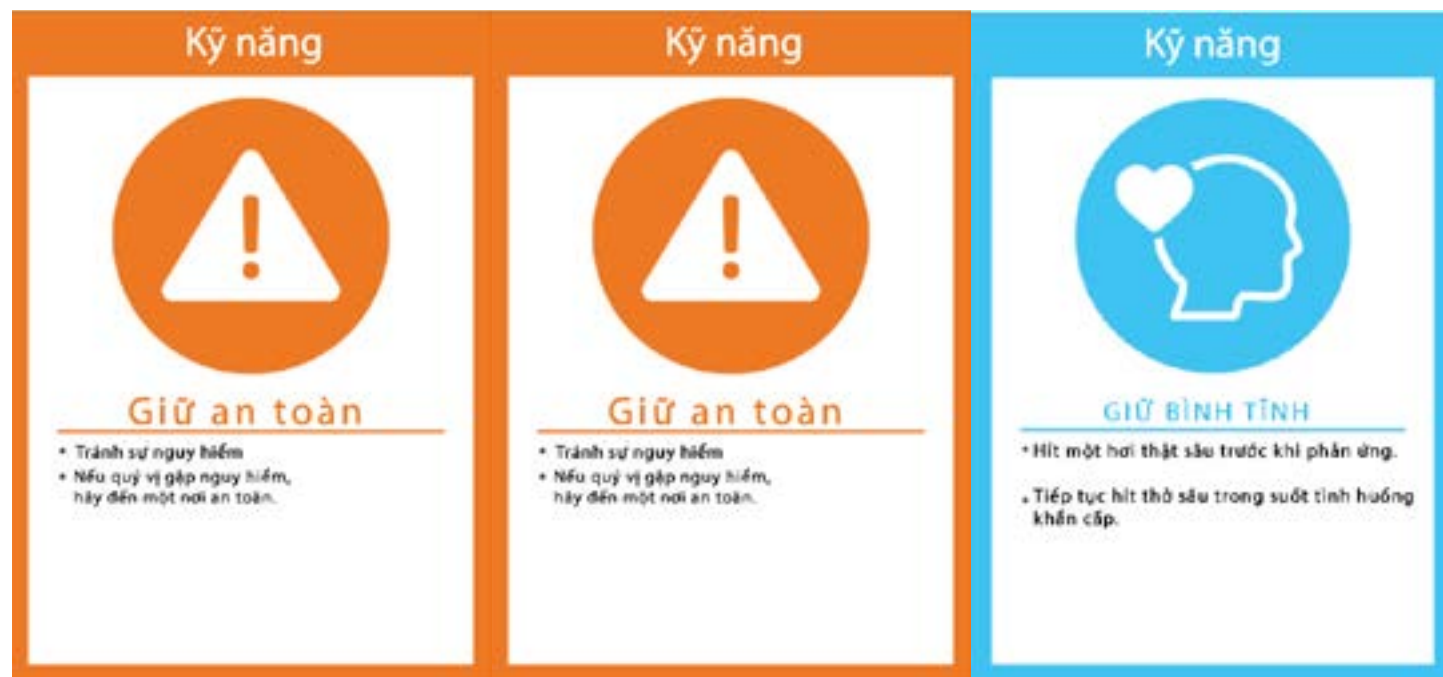 Kỹ năng
Giữ an toàn
• Tránh sự nguy hiểm
• Nếu quý vị gặp nguy hiểm,
hãy đến một nơi an toàn.
Kỹ năng
Giữ an toàn
• Tránh sự nguy hiểm
• Nếu quý vị gặp nguy hiểm,
hãy đến một nơi an toàn.
Kỹ năng
GIỮ BÌNH TĨNH
• Hít một hơi thật sâu trước khi phản ứng.
• Tiếp tục hít thở sâu trong suốt tình huống
khẩn cấp.